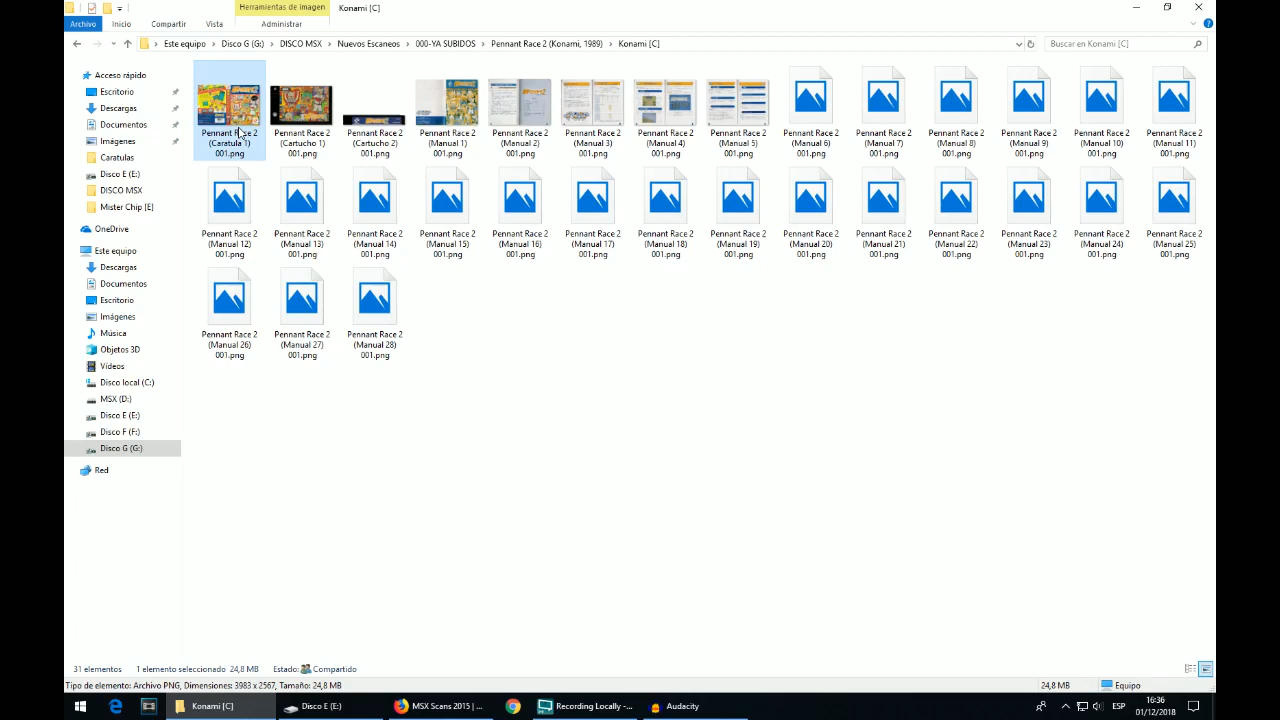 Herramientas de imagen
Konami [C]
Archivo
Inicio
Compartir
Vista
Administrar
Este equipo > Disco G (G:) > DISCO MSX > Nuevos Escaneos > 000-YA SUBIDOS > Pennant Race 2 (Konami, 1989) > Konami [C]
Buscar en Konami [C]
Acceso rápido
Escritorio
Descargas
Documentos
Imágenes
Caratulas
Disco E (E:)
DISCO MSX
Mister Chip [E]
OneDrive
Este equipo
Descargas
Documentos
Escritorio
Imágenes
Música
Objetos 3D
Vídeos
Disco local (C:)
MSX (D:)
Disco E (E:)
Disco F (F:)
Disco G (G:)
Red
Pennant Race 2
(Caratula 1)
001.png
Pennant Race 2
(Cartucho 1)
001.png
Pennant Race 2
(Cartucho 2)
001.png
Pennant Race 2
(Manual 1)
001.png
Pennant Race 2
(Manual 2)
001.png
Pennant Race 2
(Manual 3)
001.png
Pennant Race 2
(Manual 4)
001.png
Pennant Race 2
(Manual 5)
001.png
Pennant Race 2
(Manual 6)
001.png
Pennant Race 2
(Manual 7)
001.png
Pennant Race 2
(Manual 8)
001.png
Pennant Race 2
(Manual 9)
001.png
Pennant Race 2
(Manual 10)
001.png
Pennant Race 2
(Manual 11)
001.png
Pennant Race 2
(Manual 12)
001.png
Pennant Race 2
(Manual 13)
001.png
Pennant Race 2
(Manual 14)
001.png
Pennant Race 2
(Manual 15)
001.png
Pennant Race 2
(Manual 16)
001.png
Pennant Race 2
(Manual 17)
001.png
Pennant Race 2
(Manual 18)
001.png
Pennant Race 2
(Manual 19)
001.png
Pennant Race 2
(Manual 20)
001.png
Pennant Race 2
(Manual 21)
001.png
Pennant Race 2
(Manual 22)
001.png
Pennant Race 2
(Manual 23)
001.png
Pennant Race 2
(Manual 24)
001.png
Pennant Race 2
(Manual 25)
001.png
Pennant Race 2
(Manual 26)
001.png
Pennant Race 2
(Manual 27)
001.png
Pennant Race 2
(Manual 28)
001.png
31 elementos
1 elemento seleccionado 24,8 MB
Estado: Compartido
Tipo de elemento: Archivo PNG, Dimensiones: 3983 x 2567, Tamaño: 24,8 MB
24,8 MB
Equipo
Konami [C]
Disco E (E:)
MSX Scans 2015 | ...
Recording Locally -...
Audacity
ESP
16:36
01/12/2018